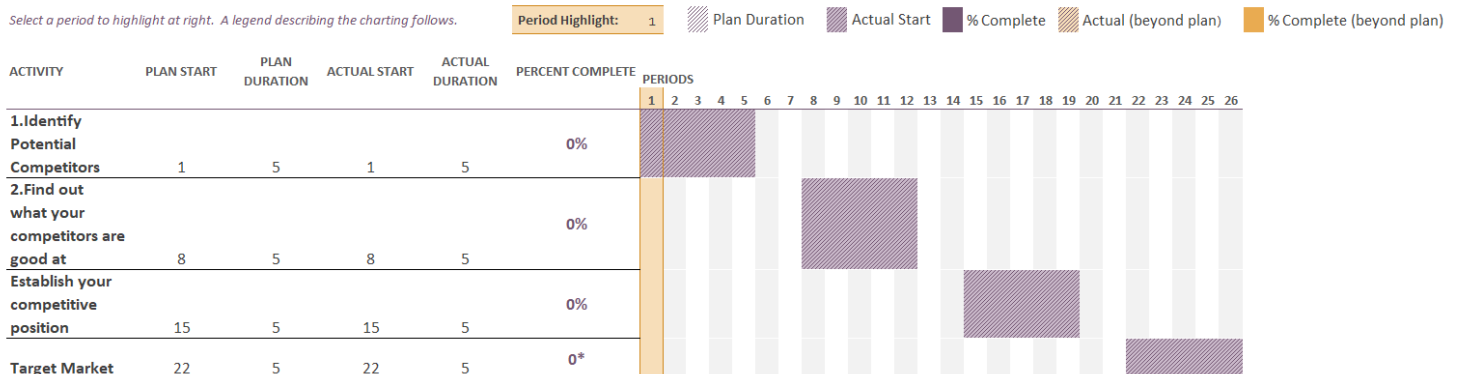 Select a period to highlight at right.  A legend describing the charting follows.
Period Highlight: 1
Plan Duration
Actual Start
% Complete
Actual (beyond plan)
% Complete (beyond plan)
ACTIVITY
PLAN START
PLAN
DURATION
ACTUAL START
ACTUAL
DURATION
PERCENT COMPLETE
PERIODS
1 2 3 4 5 6 7 8 9 10 11 12 13 14 15 16 17 18 19 20 21 22 23 24 25 26
1.Identify
Potential
Competitors 1 5 1 5
0%
2.Find out
what your
competitors are
good at 8 5 8 5
0%
Establish your
competitive
position 15 5 15 5
0%
Target Market 22 5 22 5
0*